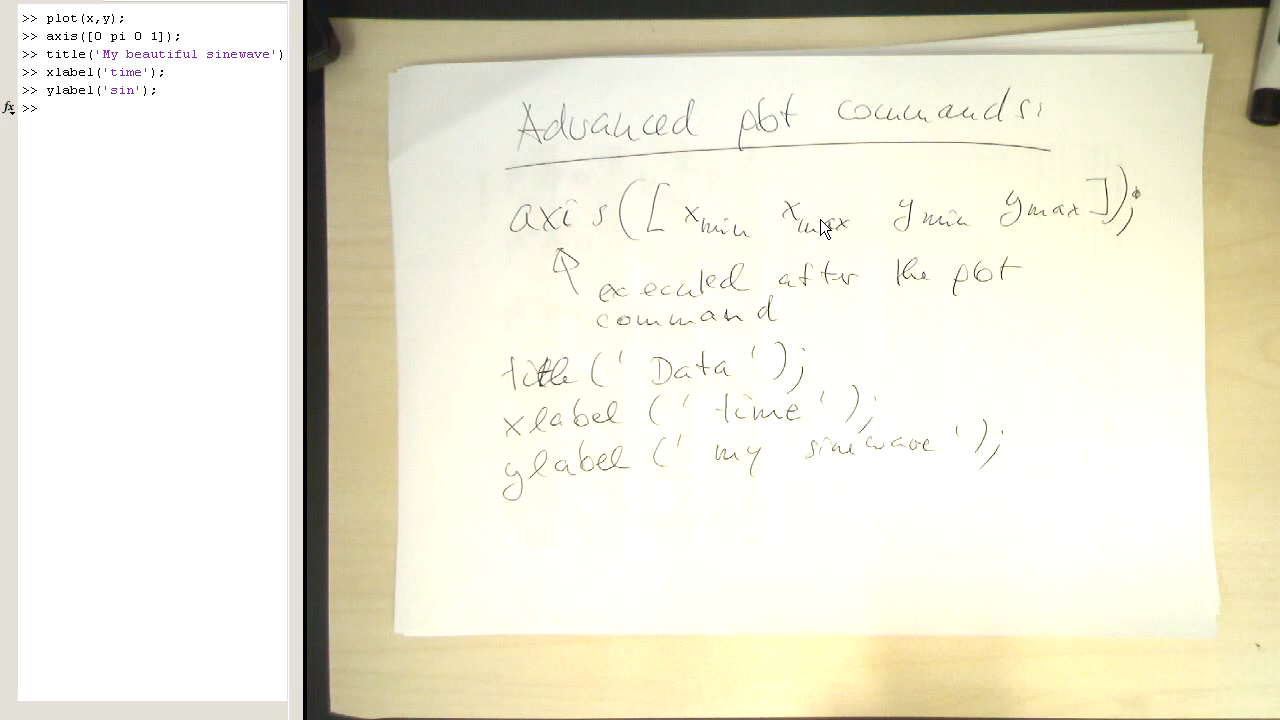 >> plot(x,y);
>> axis([0 pi 0 1]);
>> title('My beautiful sinewave')
>> xlabel('time');
>> ylabel('sin');
fx >>
Advanced plot commands:
axis([xmin xmax ymin ymax]);
executed after the plot
command
title(' Data ');
xlabel (' time ');
ylabel (' my sinewave ');